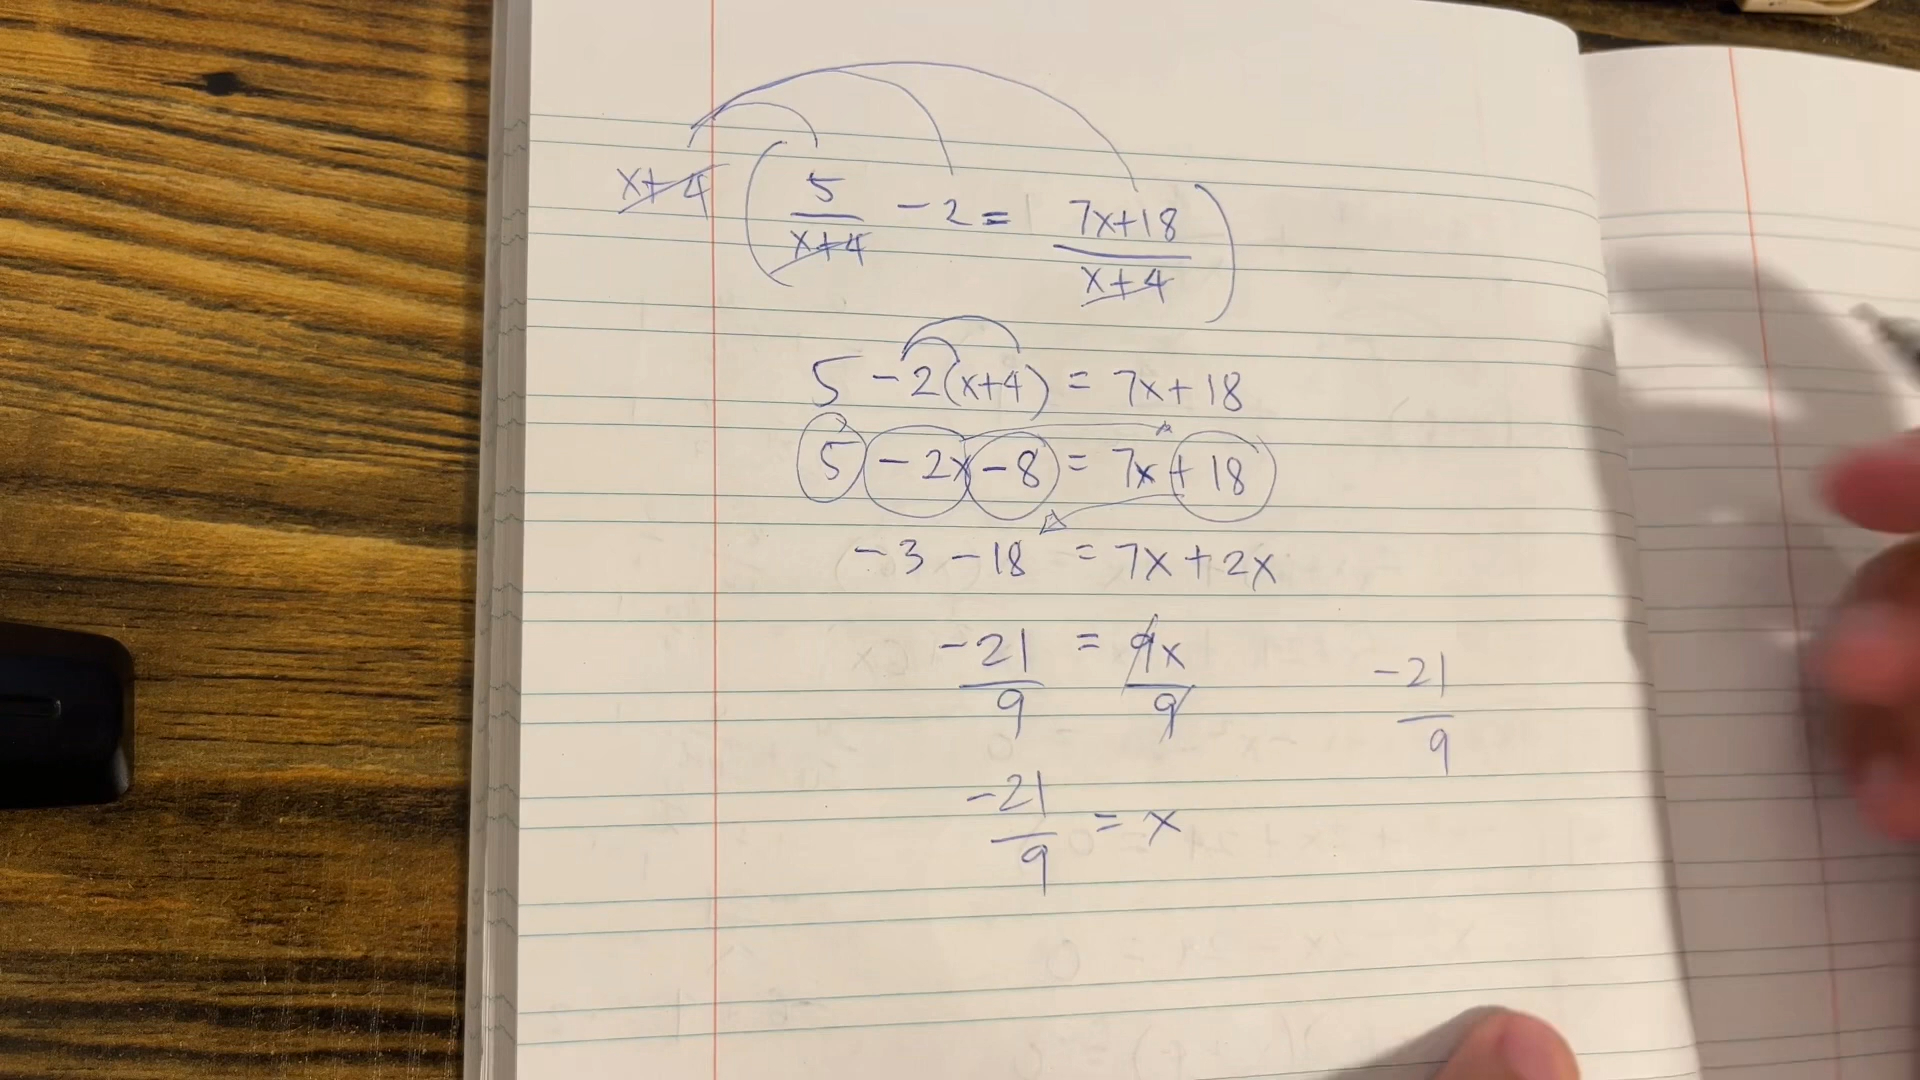 x+4 ( 5/x+4 - 2 = 7x+18/x+4 )
5 - 2(x+4) = 7x+18
5 - 2x - 8 = 7x + 18
-3 - 18 = 7x + 2x
-21/9 = 9x/9
-21/9
-21/9 = x